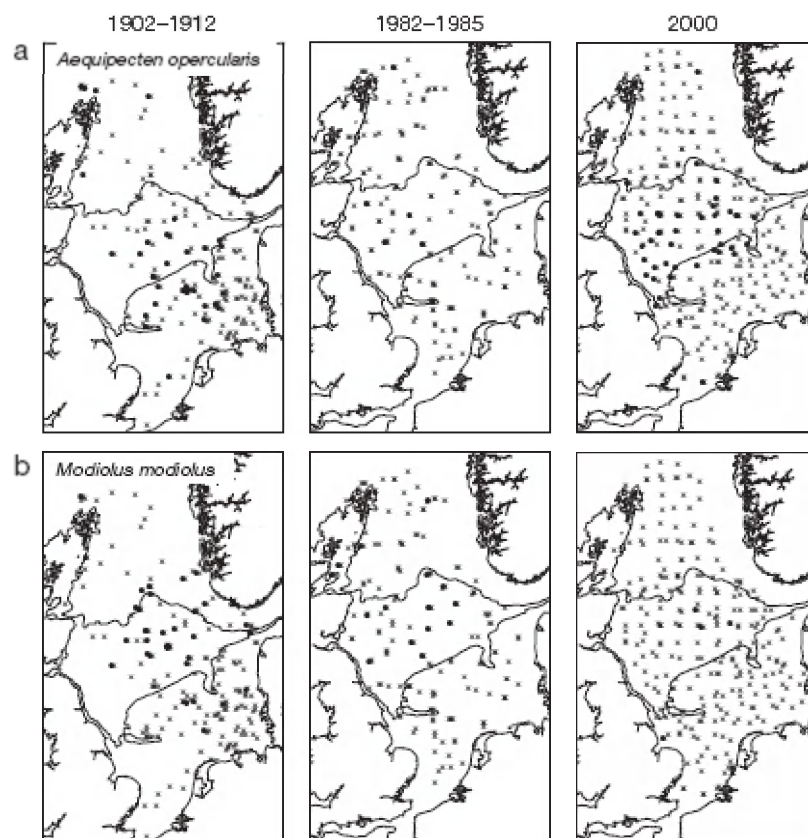 1902–1912 1982–1985 2000
a Aequipecten opercularis
b Modiolus modiolus